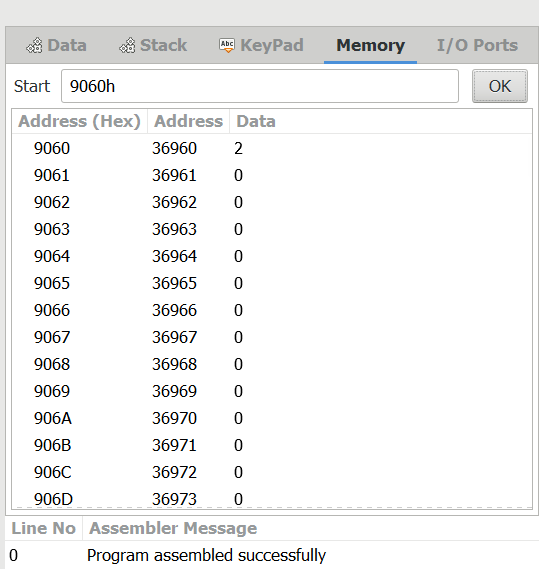 Data Stack Abc KeyPad Memory I/O Ports
Start 9060h OK
Address (Hex) Address Data
9060 36960 2
9061 36961 0
9062 36962 0
9063 36963 0
9064 36964 0
9065 36965 0
9066 36966 0
9067 36967 0
9068 36968 0
9069 36969 0
906A 36970 0
906B 36971 0
906C 36972 0
906D 36973 0
Line No Assembler Message
0 Program assembled successfully